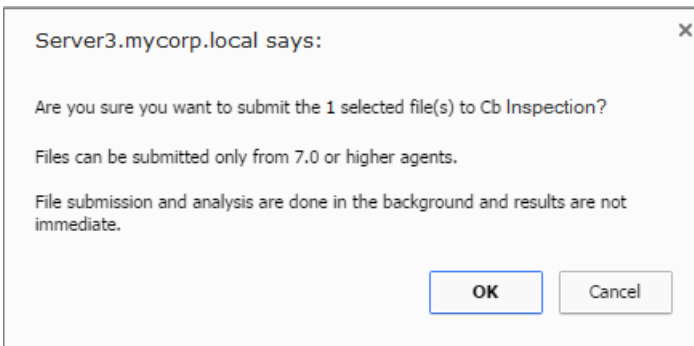 Server3.mycorp.local says:
Are you sure you want to submit the 1 selected file(s) to Cb Inspection?
Files can be submitted only from 7.0 or higher agents.
File submission and analysis are done in the background and results are not
immediate.
OK Cancel